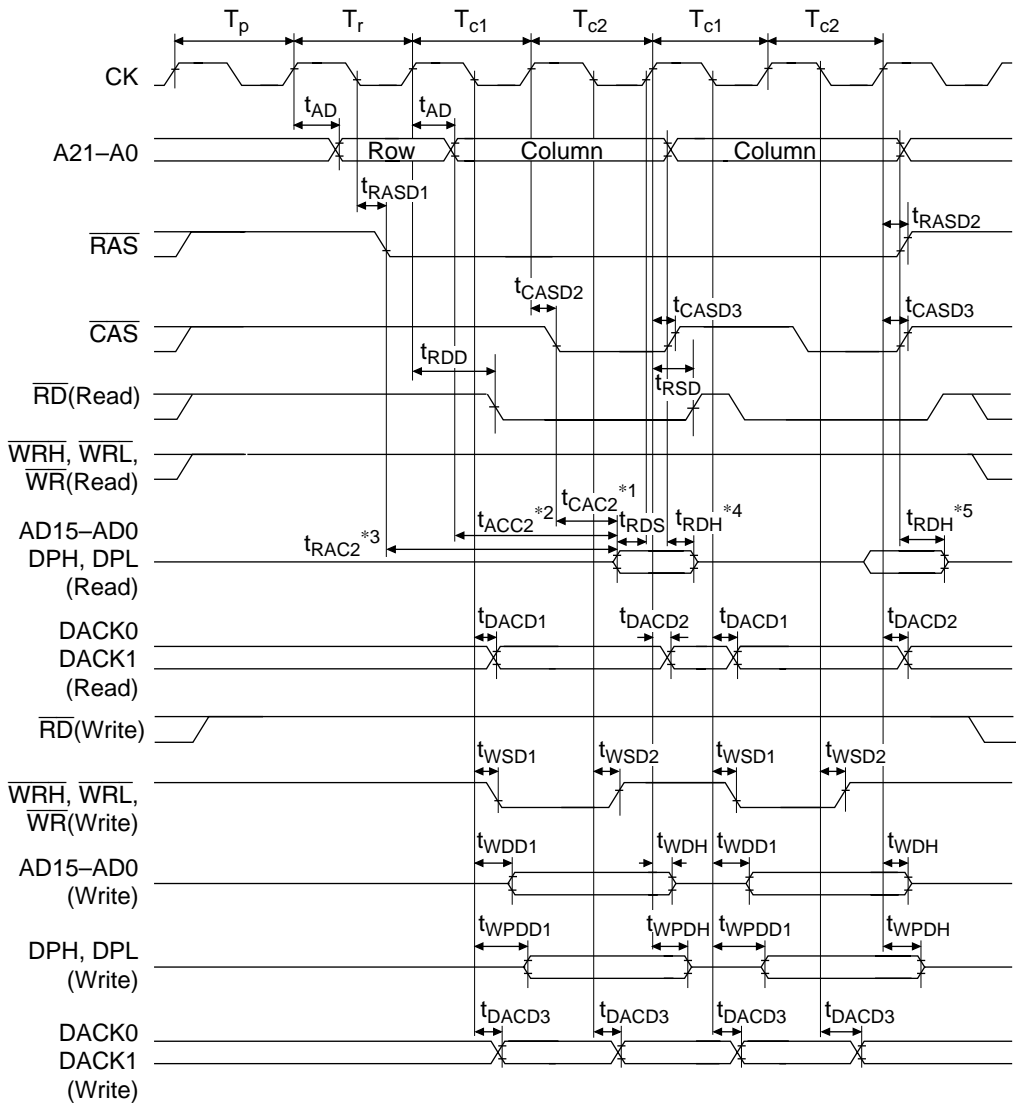 Tp Tr Tc1 Tc2 Tc1 Tc2
CK
tAD tAD
A21–A0 Row Column Column
tRASD1
tRASD2
RAS
tCASD2 tCASD3 tCASD3
CAS
tRDD tRSD
RD(Read)
WRH, WRL,
WR(Read)
tCAC2*1
tACC2*2 tRDS tRDH*4 tRDH*5
tRAC2*3
AD15–AD0
DPH, DPL
(Read)
tDACD1 tDACD2 tDACD1 tDACD2
DACK0
DACK1
(Read)
RD(Write)
tWSD1 tWSD2 tWSD1 tWSD2
WRH, WRL,
WR(Write)
tWDD1 tWDH tWDD1 tWDH
AD15–AD0
(Write)
tWPDD1 tWPDH tWPDD1 tWPDH
DPH, DPL
(Write)
tDACD3 tDACD3 tDACD3 tDACD3
DACK0
DACK1
(Write)